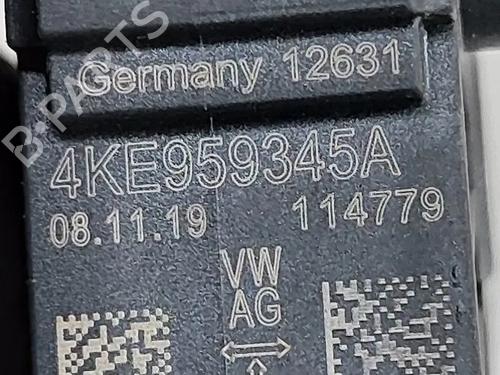 B-PARTS
Germany 12631
4KE959345A
08.11.19 114779
VW
AG